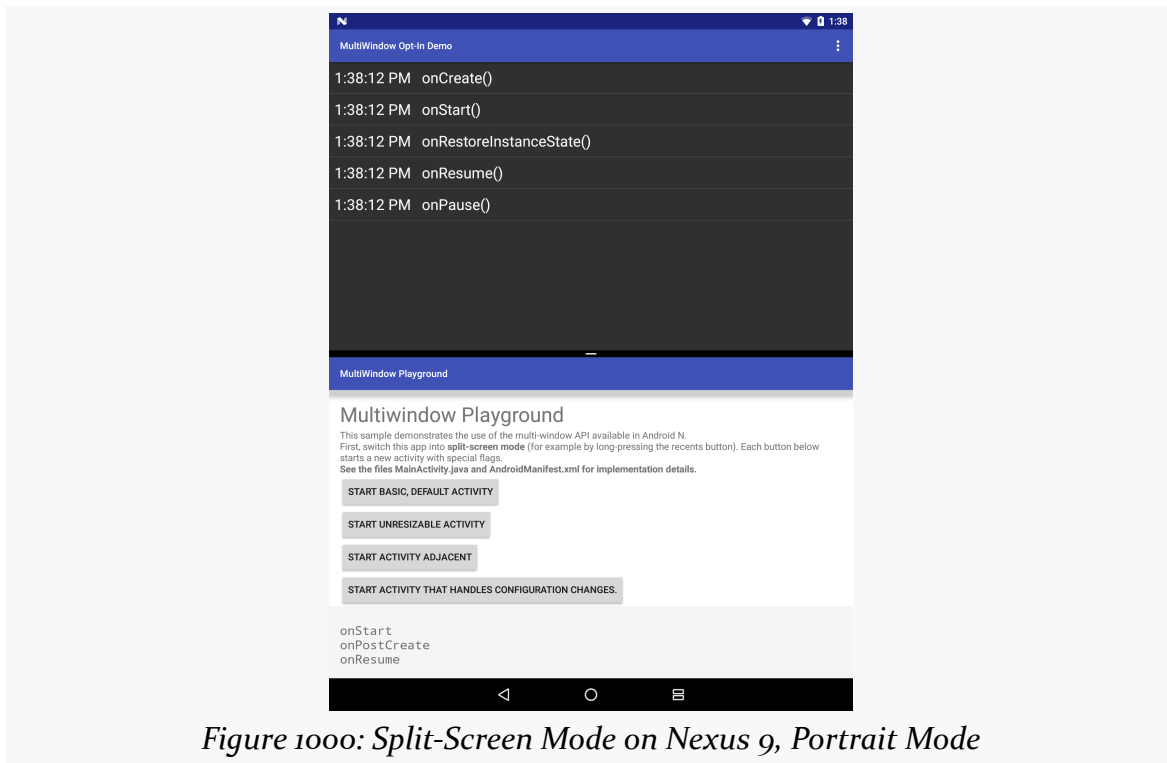 1:38
MultiWindow Opt-In Demo
1:38:12 PM onCreate()
1:38:12 PM onStart()
1:38:12 PM onRestoreInstanceState()
1:38:12 PM onResume()
1:38:12 PM onPause()
MultiWindow Playground
Multiwindow Playground
This sample demonstrates the use of the multi-window API available in Android N.
First, switch this app into split-screen mode (for example by long-pressing the recents button). Each button below
starts a new activity with special flags.
See the files MainActivity.java and AndroidManifest.xml for implementation details.
START BASIC, DEFAULT ACTIVITY
START UNRESIZABLE ACTIVITY
START ACTIVITY ADJACENT
START ACTIVITY THAT HANDLES CONFIGURATION CHANGES.
onStart
onPostCreate
onResume
Figure 1000: Split-Screen Mode on Nexus 9, Portrait Mode